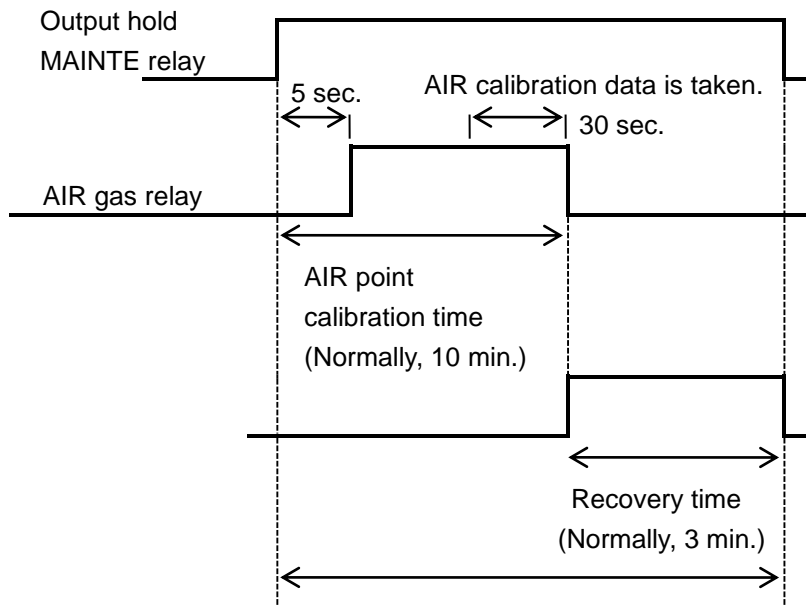 Output hold
MAINTE relay
5 sec.
AIR calibration data is taken.
30 sec.
AIR gas relay
AIR point
calibration time
(Normally, 10 min.)
Recovery time
(Normally, 3 min.)